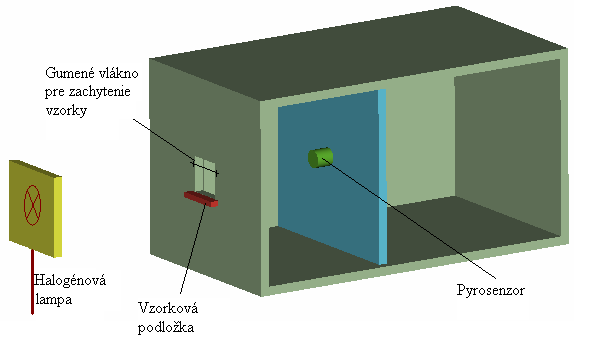 Gumené vlákno
pre zachytenie
vzorky
Halogénová
lampa
Vzorková
podložka
Pyrosenzor